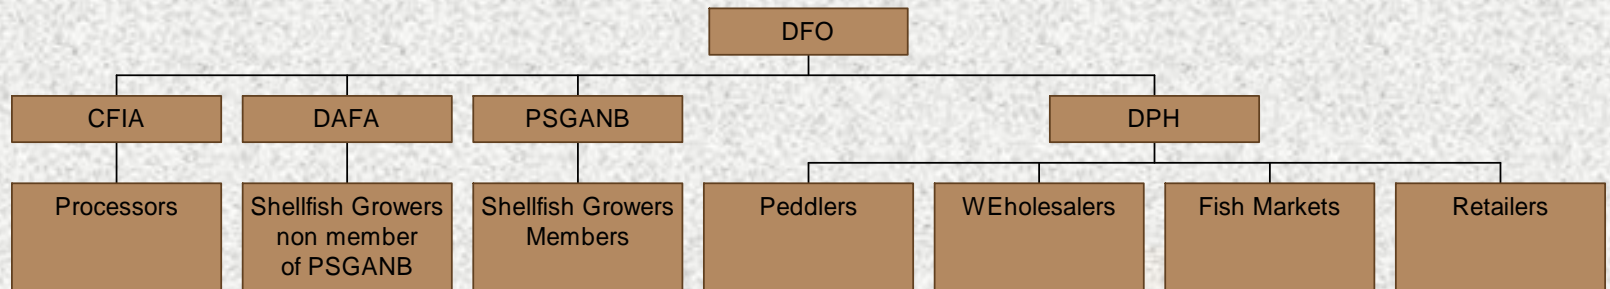 DFO
CFIA
DAFA
PSGANB
DPH
Processors
Shellfish Growers
non member
of PSGANB
Shellfish Growers
Members
Peddlers
WEholesalers
Fish Markets
Retailers